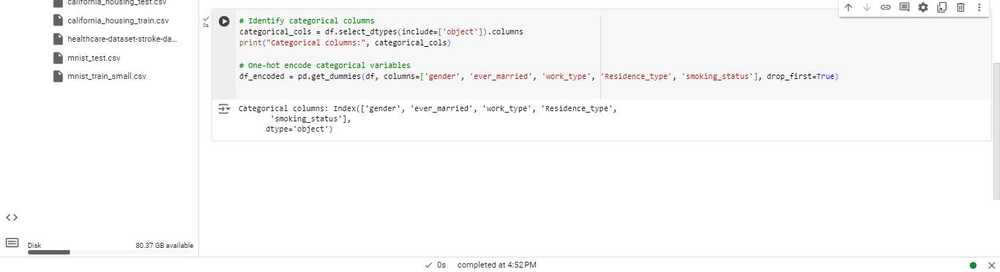 california_housing_test.csv
california_housing_train.csv
healthcare-dataset-stroke-da...
mnist_test.csv
mnist_train_small.csv
0s
# Identify categorical columns
categorical_cols = df.select_dtypes(include=['object']).columns
print("Categorical columns:", categorical_cols)
# One-hot encode categorical variables
df_encoded = pd.get_dummies(df, columns=['gender', 'ever_married', 'work_type', 'Residence_type', 'smoking_status'], drop_first=True)
Categorical columns: Index(['gender', 'ever_married', 'work_type', 'Residence_type',
'smoking_status'],
dtype='object')
Disk 80.37 GB available
0s completed at 4:52 PM